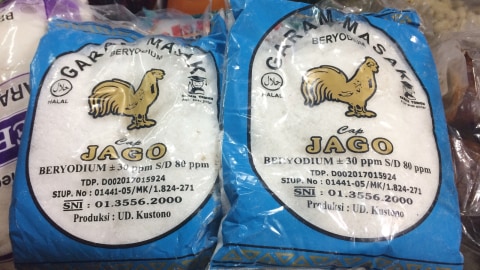 GARAM MASAK
BERYODIUM
حلال
HALAL
Cap
JAGO
BERYODIUM ± 30 ppm S/D 80 ppm
TDP. D002017015924
SIUP. No : 01441-05/MK/1.824-271
SNI : 01.3556.2000
Produksi : UD. Kustono
GARAM MASAK
BERYODIUM
حلال
HALAL
Cap
JAGO
BERYODIUM ± 30 ppm S/D 80 ppm
TDP. D002017015924
SIUP. No : 01441-05/MK/1.824-271
SNI : 01.3556.2000
Produksi : UD. Kustono